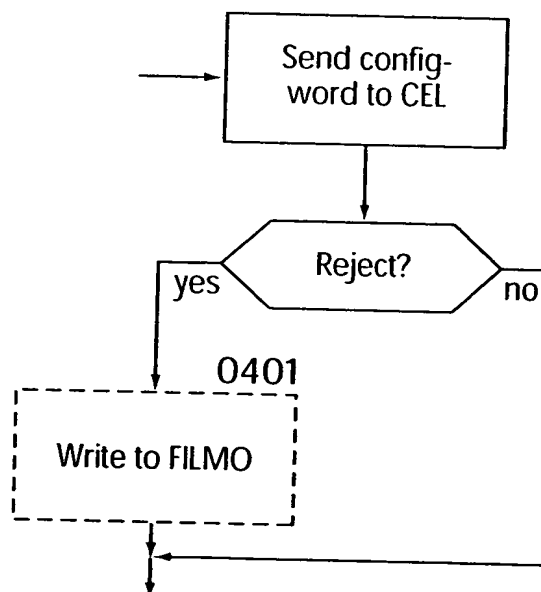 Send config-
word to CEL
Reject?
yes
no
0401
Write to FILMO